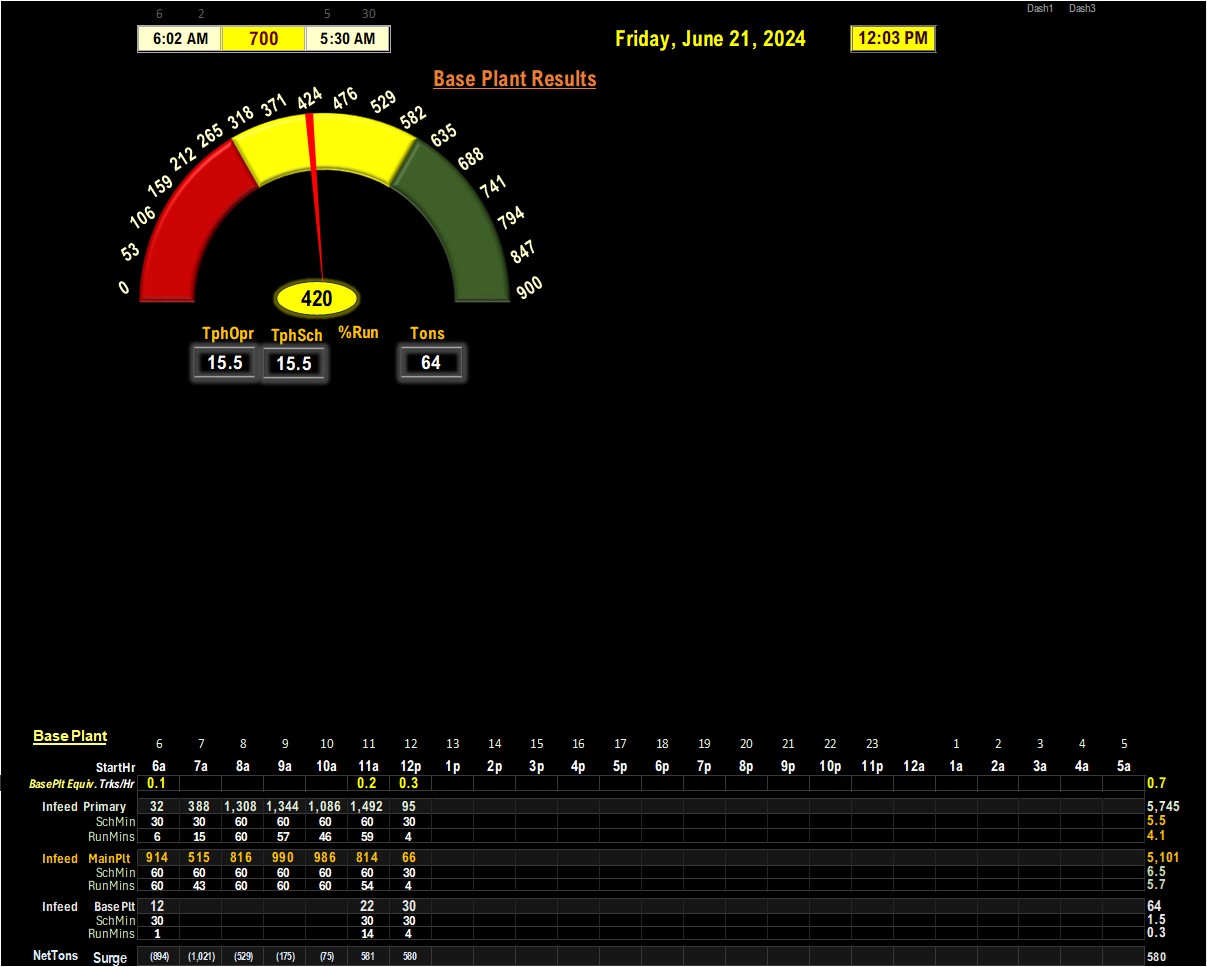 6 2 5 30 Dash1 Dash3
6:02 AM 700 5:30 AM Friday, June 21, 2024 12:03 PM
Base Plant Results
0 53 106 159 212 265 318 371 424 476 529 582 635 688 741 794 847 900
420
TphOpr TphSch %Run Tons
15.5 15.5 64
Base Plant
6 7 8 9 10 11 12 13 14 15 16 17 18 19 20 21 22 23 1 2 3 4 5
StartHr 6a 7a 8a 9a 10a 11a 12p 1p 2p 3p 4p 5p 6p 7p 8p 9p 10p 11p 12a 1a 2a 3a 4a 5a
BasePlt Equiv. Trks/Hr 0.1 0.2 0.3 0.7
Infeed Primary 32 388 1,308 1,344 1,086 1,492 95 5,745
SchMin 30 30 60 60 60 60 30 5.5
RunMins 6 15 60 57 46 59 4 4.1
Infeed MainPlt 914 515 816 990 986 814 66 5,101
SchMin 60 60 60 60 60 60 30 6.5
RunMins 60 43 60 60 60 54 4 5.7
Infeed BasePlt 12 22 30 64
SchMin 30 30 30 1.5
RunMins 1 14 4 0.3
NetTons Surge (894) (1,021) (529) (175) (75) 581 580 580